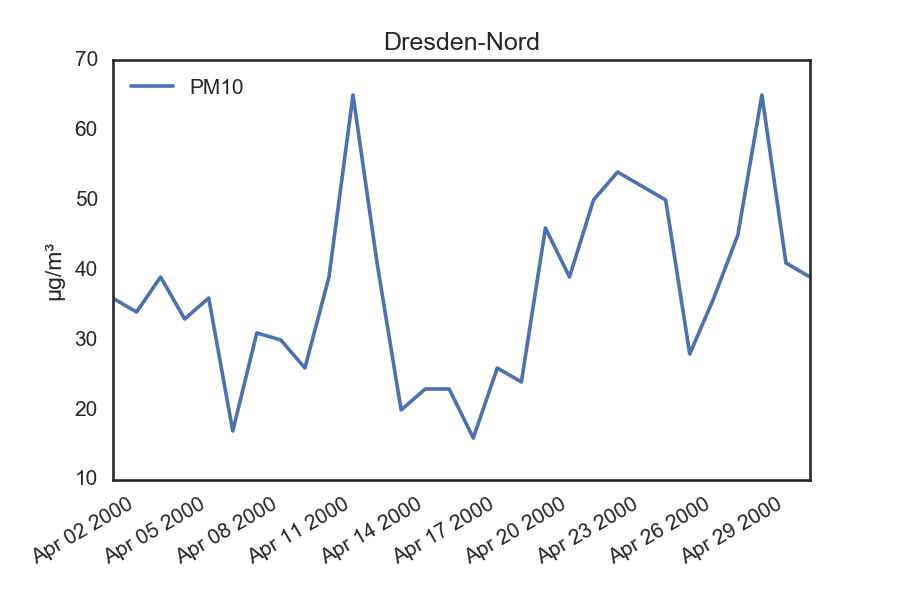 Dresden-Nord
70
60
50
40
30
20
10
µg/m³
PM10
Apr 02 2000
Apr 05 2000
Apr 08 2000
Apr 11 2000
Apr 14 2000
Apr 17 2000
Apr 20 2000
Apr 23 2000
Apr 26 2000
Apr 29 2000